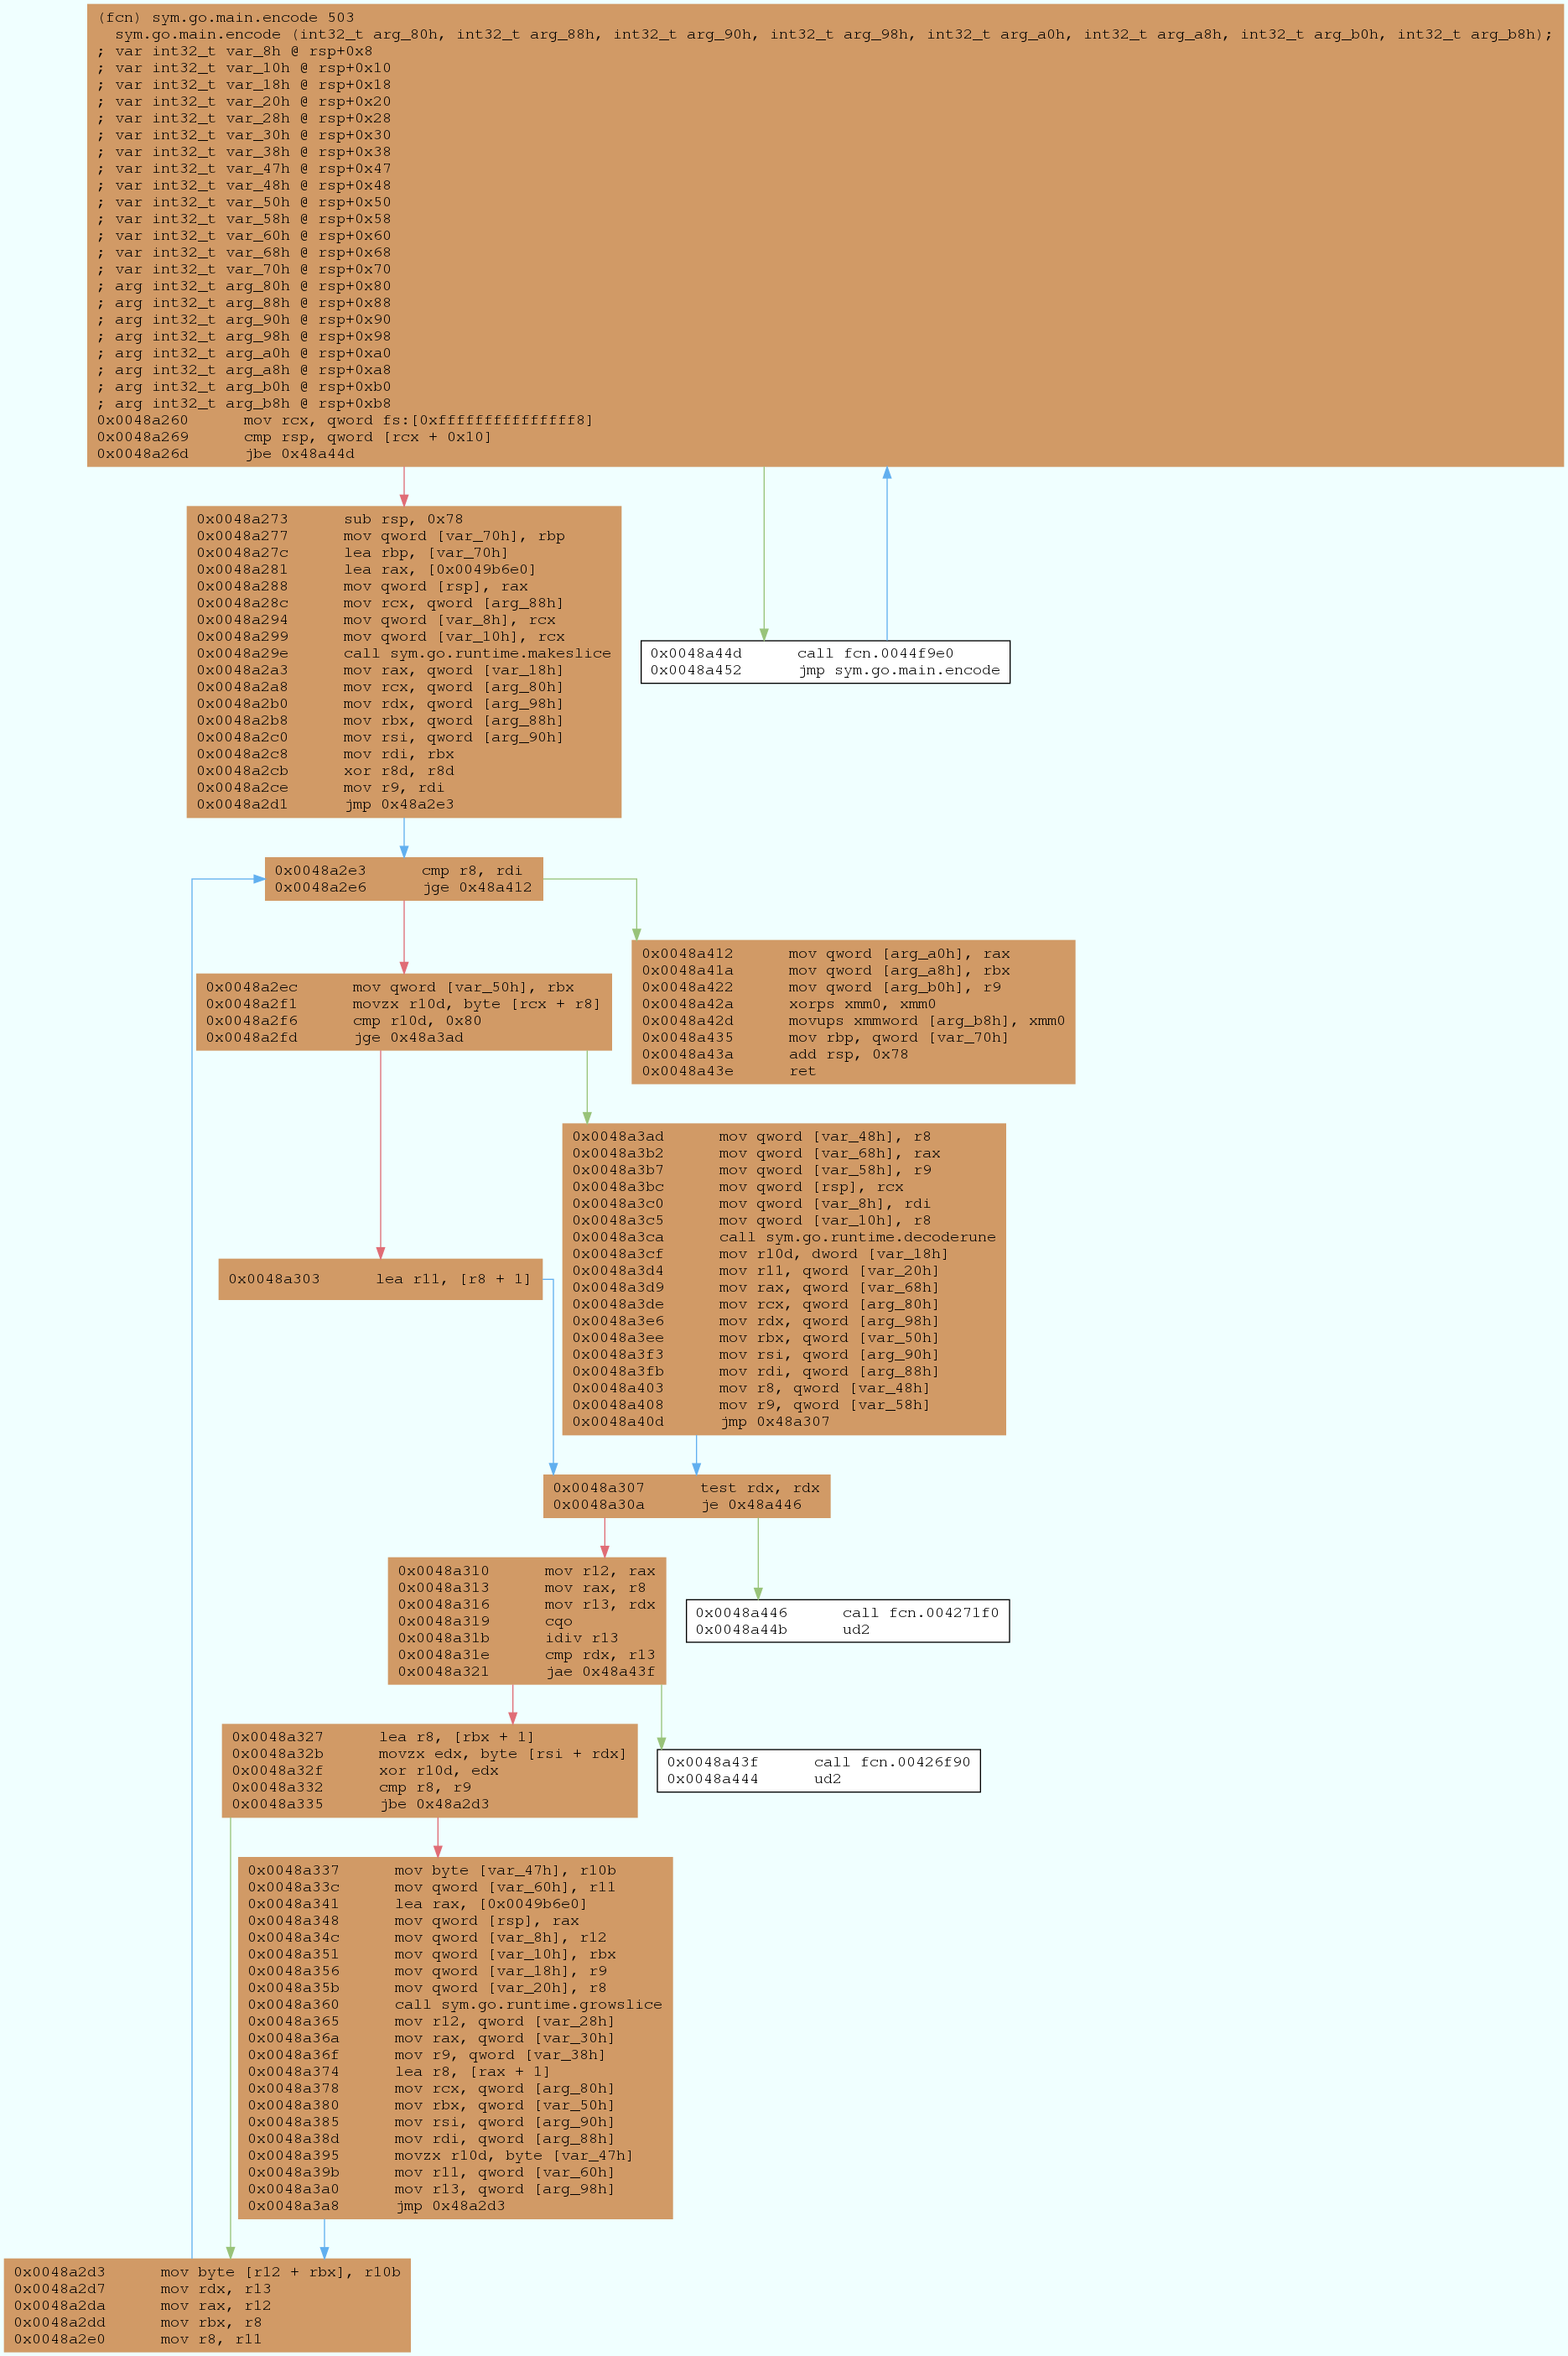 (fcn) sym.go.main.encode 503
sym.go.main.encode (int32_t arg_80h, int32_t arg_88h, int32_t arg_90h, int32_t arg_98h, int32_t arg_a0h, int32_t arg_a8h, int32_t arg_b0h, int32_t arg_b8h);
; var int32_t var_8h @ rsp+0x8
; var int32_t var_10h @ rsp+0x10
; var int32_t var_18h @ rsp+0x18
; var int32_t var_20h @ rsp+0x20
; var int32_t var_28h @ rsp+0x28
; var int32_t var_30h @ rsp+0x30
; var int32_t var_38h @ rsp+0x38
; var int32_t var_47h @ rsp+0x47
; var int32_t var_48h @ rsp+0x48
; var int32_t var_50h @ rsp+0x50
; var int32_t var_58h @ rsp+0x58
; var int32_t var_60h @ rsp+0x60
; var int32_t var_68h @ rsp+0x68
; var int32_t var_70h @ rsp+0x70
; arg int32_t arg_80h @ rsp+0x80
; arg int32_t arg_88h @ rsp+0x88
; arg int32_t arg_90h @ rsp+0x90
; arg int32_t arg_98h @ rsp+0x98
; arg int32_t arg_a0h @ rsp+0xa0
; arg int32_t arg_a8h @ rsp+0xa8
; arg int32_t arg_b0h @ rsp+0xb0
; arg int32_t arg_b8h @ rsp+0xb8
0x0048a260 mov rcx, qword fs:[0xfffffffffffffff8]
0x0048a269 cmp rsp, qword [rcx + 0x10]
0x0048a26d jbe 0x48a44d
0x0048a273 sub rsp, 0x78
0x0048a277 mov qword [var_70h], rbp
0x0048a27c lea rbp, [var_70h]
0x0048a281 lea rax, [0x0049b6e0]
0x0048a288 mov qword [rsp], rax
0x0048a28c mov rcx, qword [arg_88h]
0x0048a294 mov qword [var_8h], rcx
0x0048a299 mov qword [var_10h], rcx
0x0048a29e call sym.go.runtime.makeslice
0x0048a2a3 mov rax, qword [var_18h]
0x0048a2a8 mov rcx, qword [arg_80h]
0x0048a2b0 mov rdx, qword [arg_98h]
0x0048a2b8 mov rbx, qword [arg_88h]
0x0048a2c0 mov rsi, qword [arg_90h]
0x0048a2c8 mov rdi, rbx
0x0048a2cb xor r8d, r8d
0x0048a2ce mov r9, rdi
0x0048a2d1 jmp 0x48a2e3
0x0048a44d call fcn.0044f9e0
0x0048a452 jmp sym.go.main.encode
0x0048a2e3 cmp r8, rdi
0x0048a2e6 jge 0x48a412
0x0048a412 mov qword [arg_a0h], rax
0x0048a41a mov qword [arg_a8h], rbx
0x0048a422 mov qword [arg_b0h], r9
0x0048a42a xorps xmm0, xmm0
0x0048a42d movups xmmword [arg_b8h], xmm0
0x0048a435 mov rbp, qword [var_70h]
0x0048a43a add rsp, 0x78
0x0048a43e ret
0x0048a2ec mov qword [var_50h], rbx
0x0048a2f1 movzx r10d, byte [rcx + r8]
0x0048a2f6 cmp r10d, 0x80
0x0048a2fd jge 0x48a3ad
0x0048a3ad mov qword [var_48h], r8
0x0048a3b2 mov qword [var_68h], rax
0x0048a3b7 mov qword [var_58h], r9
0x0048a3bc mov qword [rsp], rcx
0x0048a3c0 mov qword [var_8h], rdi
0x0048a3c5 mov qword [var_10h], r8
0x0048a3ca call sym.go.runtime.decoderune
0x0048a3cf mov r10d, dword [var_18h]
0x0048a3d4 mov r11, qword [var_20h]
0x0048a3d9 mov rax, qword [var_68h]
0x0048a3de mov rcx, qword [arg_80h]
0x0048a3e6 mov rdx, qword [arg_98h]
0x0048a3ee mov rbx, qword [var_50h]
0x0048a3f3 mov rsi, qword [arg_90h]
0x0048a3fb mov rdi, qword [arg_88h]
0x0048a403 mov r8, qword [var_48h]
0x0048a408 mov r9, qword [var_58h]
0x0048a40d jmp 0x48a307
0x0048a303 lea r11, [r8 + 1]
0x0048a307 test rdx, rdx
0x0048a30a je 0x48a446
0x0048a310 mov r12, rax
0x0048a313 mov rax, r8
0x0048a316 mov r13, rdx
0x0048a319 cqo
0x0048a31b idiv r13
0x0048a31e cmp rdx, r13
0x0048a321 jae 0x48a43f
0x0048a446 call fcn.004271f0
0x0048a44b ud2
0x0048a327 lea r8, [rbx + 1]
0x0048a32b movzx edx, byte [rsi + rdx]
0x0048a32f xor r10d, edx
0x0048a332 cmp r8, r9
0x0048a335 jbe 0x48a2d3
0x0048a43f call fcn.00426f90
0x0048a444 ud2
0x0048a337 mov byte [var_47h], r10b
0x0048a33c mov qword [var_60h], r11
0x0048a341 lea rax, [0x0049b6e0]
0x0048a348 mov qword [rsp], rax
0x0048a34c mov qword [var_8h], r12
0x0048a351 mov qword [var_10h], rbx
0x0048a356 mov qword [var_18h], r9
0x0048a35b mov qword [var_20h], r8
0x0048a360 call sym.go.runtime.growslice
0x0048a365 mov r12, qword [var_28h]
0x0048a36a mov rax, qword [var_30h]
0x0048a36f mov r9, qword [var_38h]
0x0048a374 lea r8, [rax + 1]
0x0048a378 mov rcx, qword [arg_80h]
0x0048a380 mov rbx, qword [var_50h]
0x0048a385 mov rsi, qword [arg_90h]
0x0048a38d mov rdi, qword [arg_88h]
0x0048a395 movzx r10d, byte [var_47h]
0x0048a39b mov r11, qword [var_60h]
0x0048a3a0 mov r13, qword [arg_98h]
0x0048a3a8 jmp 0x48a2d3
0x0048a2d3 mov byte [r12 + rbx], r10b
0x0048a2d7 mov rdx, r13
0x0048a2da mov rax, r12
0x0048a2dd mov rbx, r8
0x0048a2e0 mov r8, r11